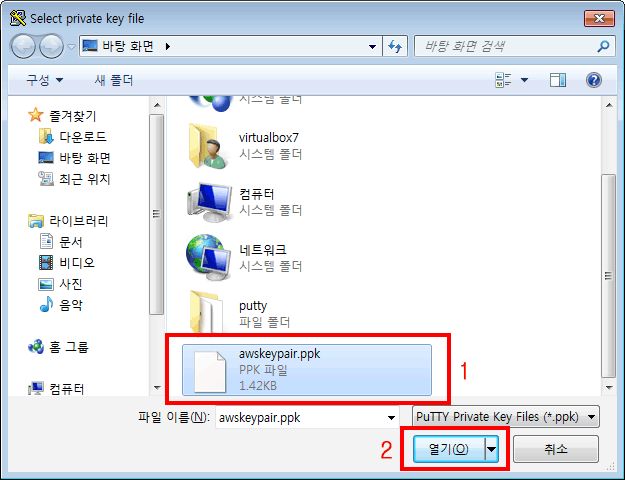 Select private key file
바탕 화면
바탕 화면 검색
구성 새 폴더
즐겨찾기
다운로드
바탕 화면
최근 위치
라이브러리
문서
비디오
사진
음악
홈 그룹
컴퓨터
시스템 폴더
virtualbox7
시스템 폴더
컴퓨터
시스템 폴더
네트워크
시스템 폴더
putty
파일 폴더
awskeypair.ppk
PPK 파일
1.42KB
1
파일 이름(N): awskeypair.ppk PuTTY Private Key Files (*.ppk)
2 열기(O) 취소